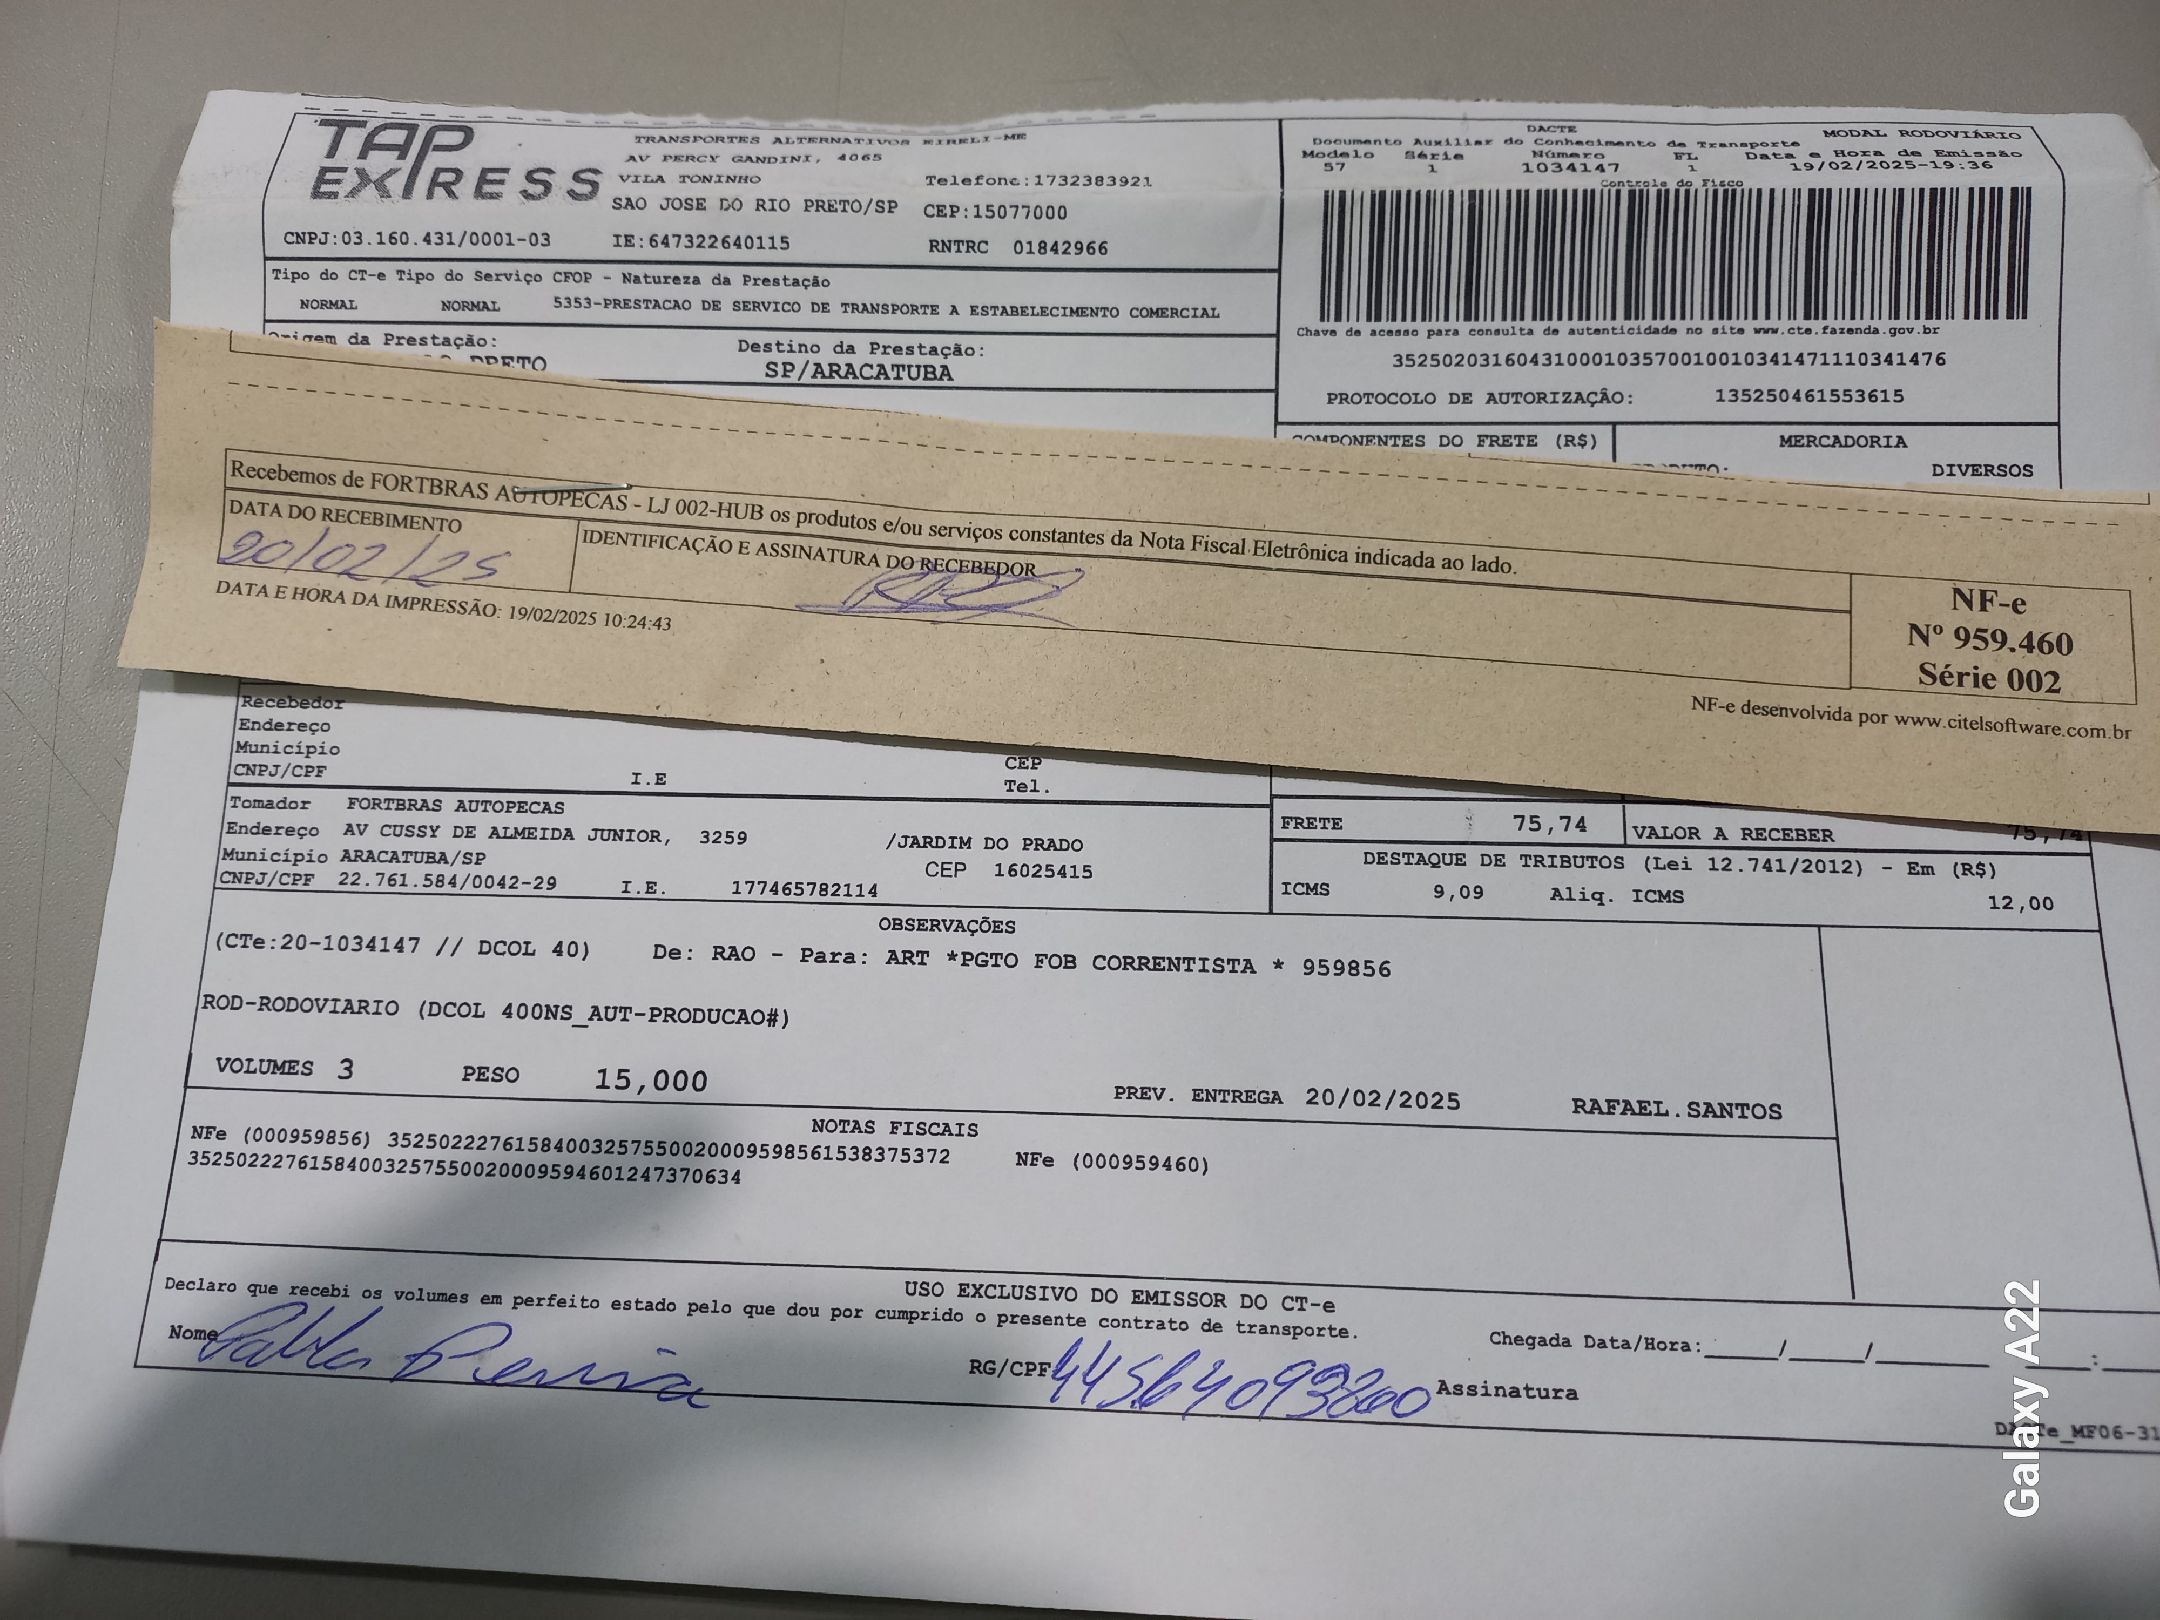 TAP EXPRESS
TRANSPORTES ALTERNATIVOS EIRELI-ME
AV PERCY GANDINI, 4065
VILA TONINHO Telefone:1732383921
SAO JOSE DO RIO PRETO/SP CEP:15077000
CNPJ:03.160.431/0001-03 IE:647322640115 RNTRC 01842966
DACTE
Documento Auxiliar do Conhecimento de Transporte MODAL RODOVIÁRIO
Modelo Série Número FL Data e Hora de Emissão
57 1 1034147 1 19/02/2025-19:36
Controle do Fisco
Chave de acesso para consulta de autenticidade no site www.cte.fazenda.gov.br
35250203160431000103570010010341471110341476
PROTOCOLO DE AUTORIZAÇÂO: 135250461553615
Tipo do CT-e Tipo do Serviço CFOP - Natureza da Prestação
NORMAL NORMAL 5353-PRESTACAO DE SERVICO DE TRANSPORTE A ESTABELECIMENTO COMERCIAL
Origem da Prestação: Destino da Prestação:
PRETO SP/ARACATUBA
COMPONENTES DO FRETE (R$) MERCADORIA
DIVERSOS
Recebemos de FORTBRAS AUTOPECAS - LJ 002-HUB os produtos e/ou serviços constantes da Nota Fiscal Eletrônica indicada ao lado.
DATA DO RECEBIMENTO IDENTIFICAÇÃO E ASSINATURA DO RECEBEDOR
20/02/25
DATA E HORA DA IMPRESSÃO: 19/02/2025 10:24:43
NF-e
Nº 959.460
Série 002
NF-e desenvolvida por www.citelsoftware.com.br
Recebedor
Endereço
Município CEP
CNPJ/CPF I.E Tel.
Tomador FORTBRAS AUTOPECAS
Endereço AV CUSSY DE ALMEIDA JUNIOR, 3259 /JARDIM DO PRADO
Município ARACATUBA/SP CEP 16025415
CNPJ/CPF 22.761.584/0042-29 I.E. 177465782114
FRETE 75,74 VALOR A RECEBER 75,74
DESTAQUE DE TRIBUTOS (Lei 12.741/2012) - Em (R$)
ICMS 9,09 Aliq. ICMS 12,00
OBSERVAÇÕES
(CTe:20-1034147 // DCOL 40) De: RAO - Para: ART *PGTO FOB CORRENTISTA * 959856
ROD-RODOVIARIO (DCOL 400NS_AUT-PRODUCAO#)
VOLUMES 3 PESO 15,000 PREV. ENTREGA 20/02/2025 RAFAEL.SANTOS
NOTAS FISCAIS
NFe (000959856) 35250222761584003257550020009598561538375372 NFe (000959460)
35250222761584003257550020009594601247370634
USO EXCLUSIVO DO EMISSOR DO CT-e
Declaro que recebi os volumes em perfeito estado pelo que dou por cumprido o presente contrato de transporte.
Nome Pereira RG/CPF Assinatura
Chegada Data/Hora:_____/_____/________ ____:____
Galaxy A22